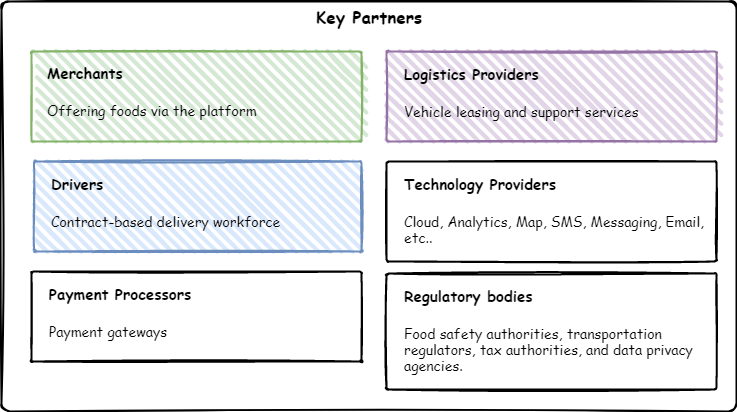 Key Partners
Merchants
Offering foods via the platform
Logistics Providers
Vehicle leasing and support services
Drivers
Contract-based delivery workforce
Technology Providers
Cloud, Analytics, Map, SMS, Messaging, Email,
etc..
Payment Processors
Payment gateways
Regulatory bodies
Food safety authorities, transportation
regulators, tax authorities, and data privacy
agencies.